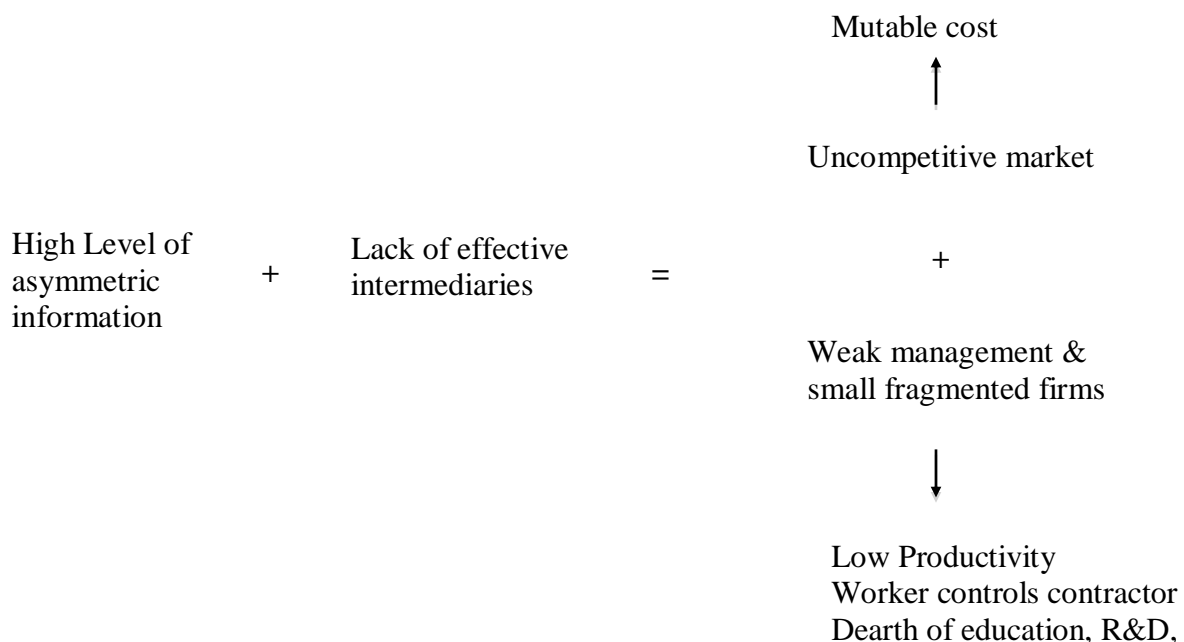 Mutable cost
Uncompetitive market
High Level of
asymmetric
information
+
Lack of effective
intermediaries
=
+
Weak management &
small fragmented firms
Low Productivity
Worker controls contractor
Dearth of education, R&D,